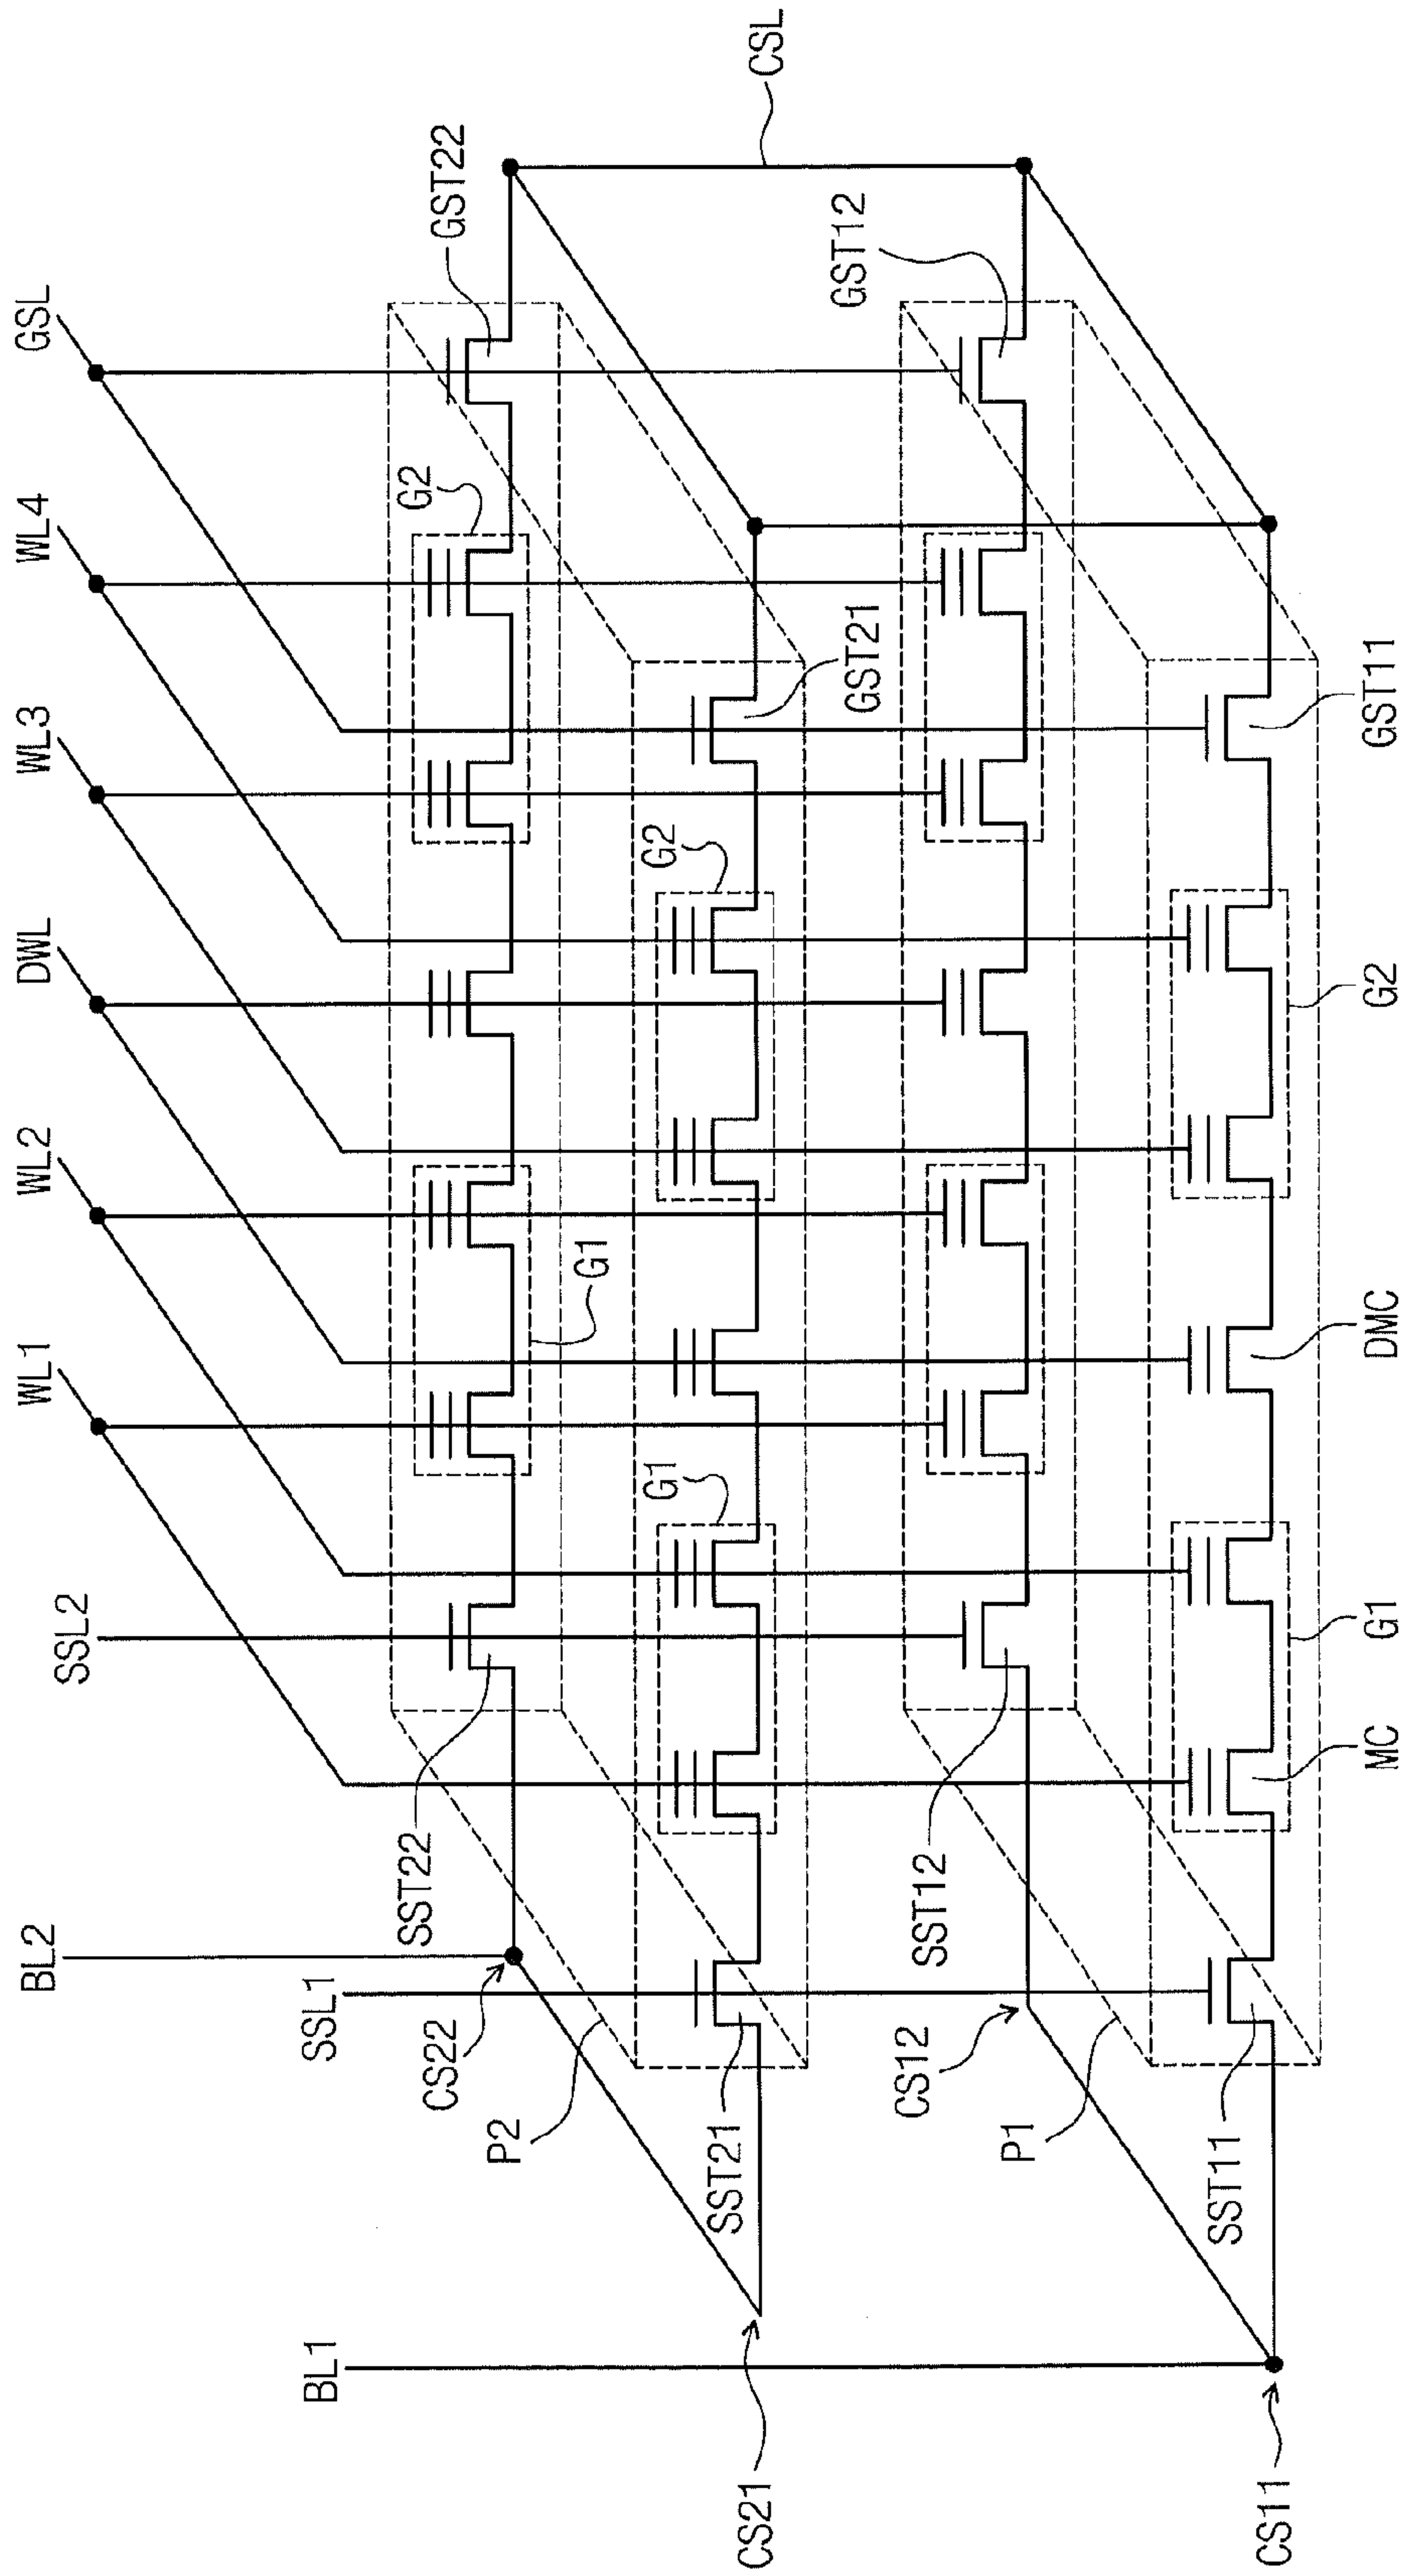 GSL
WL4
WL3
DWL
WL2
WL1
SSL2
BL2
SSL1
BL1
CSL
GST22
G2
G1
SST22
CS22
P2
GST21
G2
G1
SST21
CS21
GST12
SST12
CS12
P1
GST11
G2
DMC
G1
MC
SST11
CS11